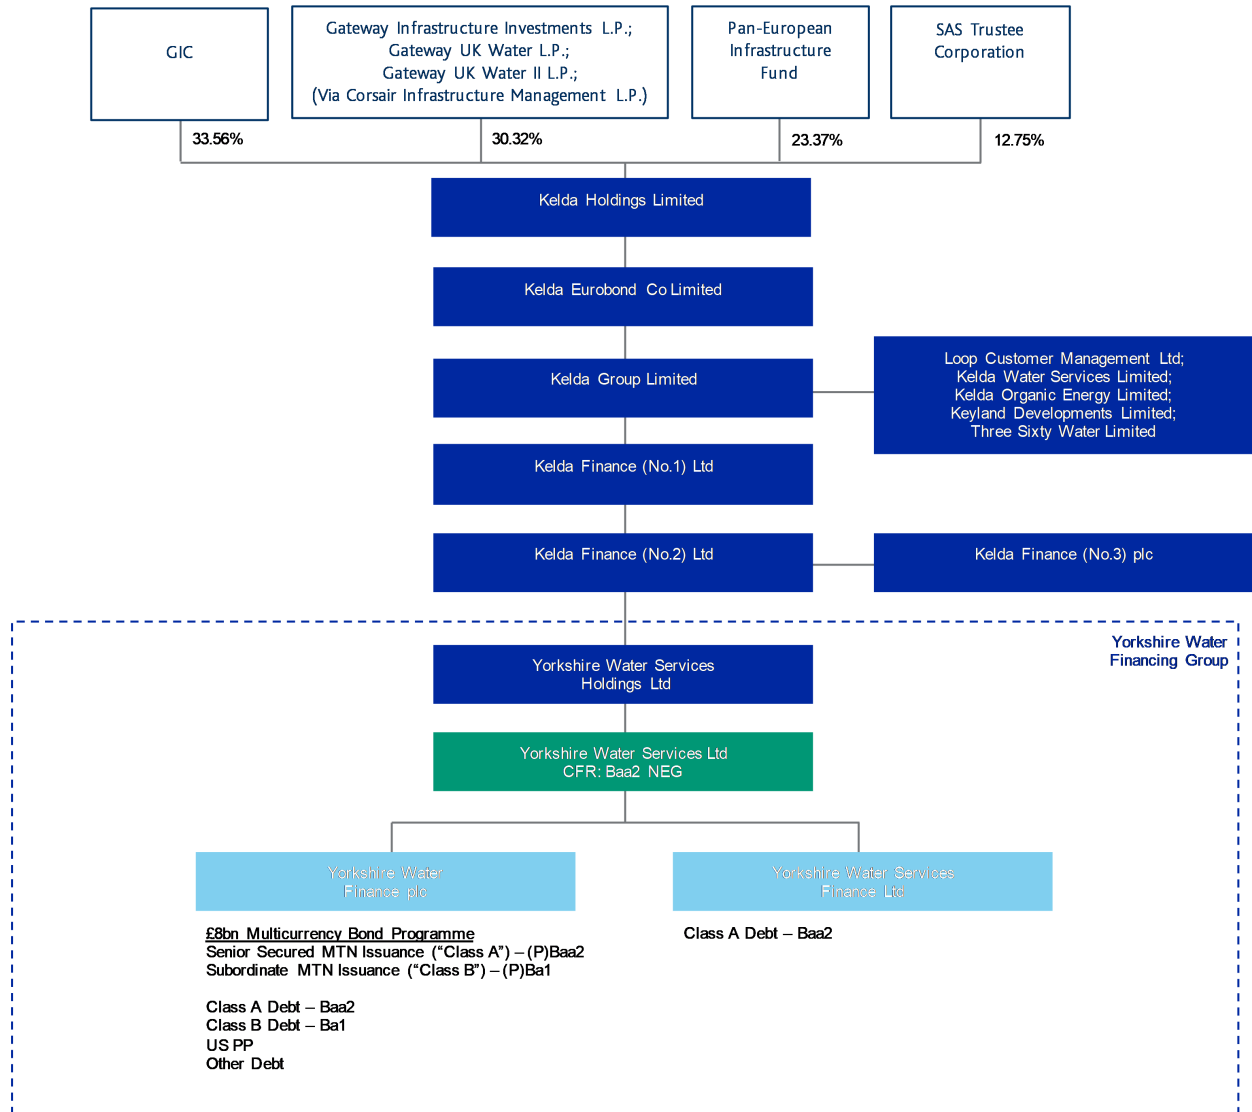 GIC
Gateway Infrastructure Investments L.P.;
Gateway UK Water L.P.;
Gateway UK Water II L.P.;
(Via Corsair Infrastructure Management L.P.)
Pan-European
Infrastructure
Fund
SAS Trustee
Corporation
33.56%
30.32%
23.37%
12.75%
Kelda Holdings Limited
Kelda Eurobond Co Limited
Kelda Group Limited
Loop Customer Management Ltd;
Kelda Water Services Limited;
Kelda Organic Energy Limited;
Keyland Developments Limited;
Three Sixty Water Limited
Kelda Finance (No.1) Ltd
Kelda Finance (No.2) Ltd
Kelda Finance (No.3) plc
Yorkshire Water
Financing Group
Yorkshire Water Services
Holdings Ltd
Yorkshire Water Services Ltd
CFR: Baa2 NEG
Yorkshire Water
Finance plc
Yorkshire Water Services
Finance Ltd
£8bn Multicurrency Bond Programme
Senior Secured MTN Issuance (“Class A”) – (P)Baa2
Subordinate MTN Issuance (“Class B”) – (P)Ba1
Class A Debt – Baa2
Class B Debt – Ba1
US PP
Other Debt
Class A Debt – Baa2